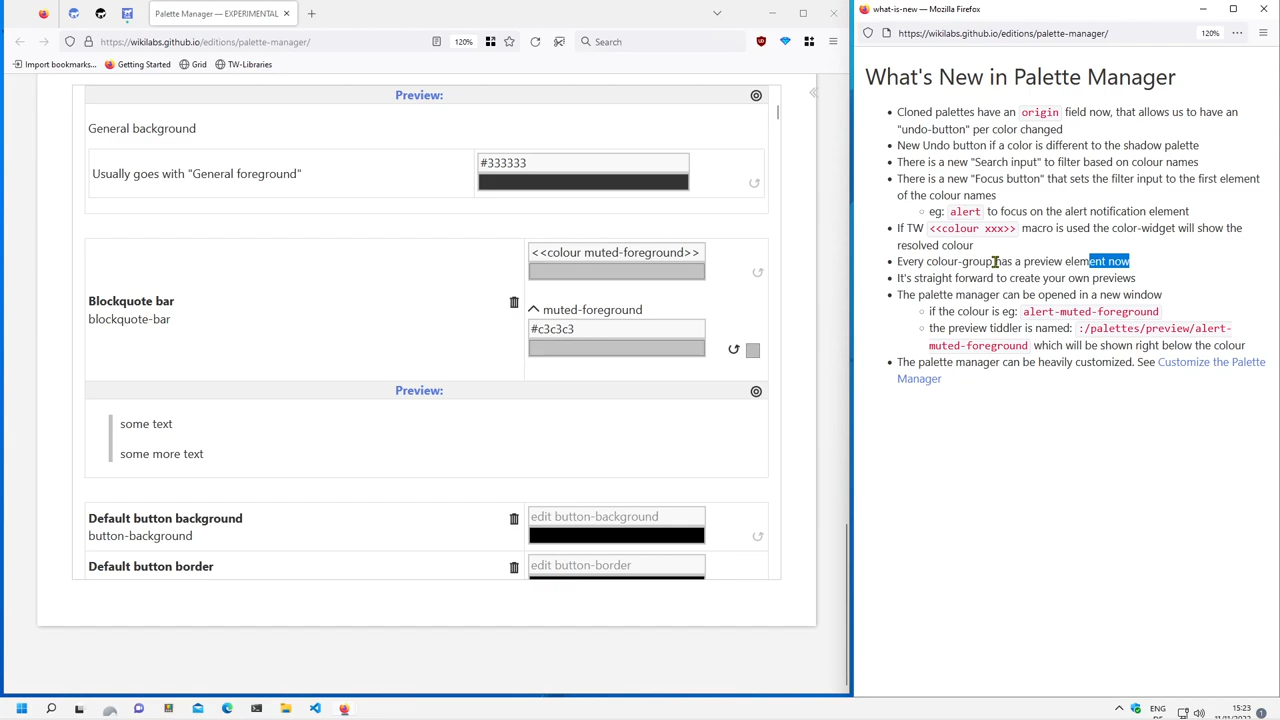 Palette Manager — EXPERIMENTAL
https://wikilabs.github.io/editions/palette-manager/
120%
Search
Import bookmarks...
Getting Started
Grid
TW-Libraries
Preview:
General background
Usually goes with "General foreground"
#333333
<<colour muted-foreground>>
Blockquote bar
blockquote-bar
muted-foreground
#c3c3c3
Preview:
some text
some more text
Default button background
button-background
edit button-background
Default button border
edit button-border
what-is-new — Mozilla Firefox
https://wikilabs.github.io/editions/palette-manager/
120%
What's New in Palette Manager
Cloned palettes have an origin field now, that allows us to have an
"undo-button" per color changed
New Undo button if a color is different to the shadow palette
There is a new "Search input" to filter based on colour names
There is a new "Focus button" that sets the filter input to the first element
of the colour names
eg: alert to focus on the alert notification element
If TW <<colour xxx>> macro is used the color-widget will show the
resolved colour
Every colour-group has a preview element now
It's straight forward to create your own previews
The palette manager can be opened in a new window
if the colour is eg: alert-muted-foreground
the preview tiddler is named: :/palettes/preview/alert-
muted-foreground which will be shown right below the colour
The palette manager can be heavily customized. See Customize the Palette
Manager
ENG
15:23